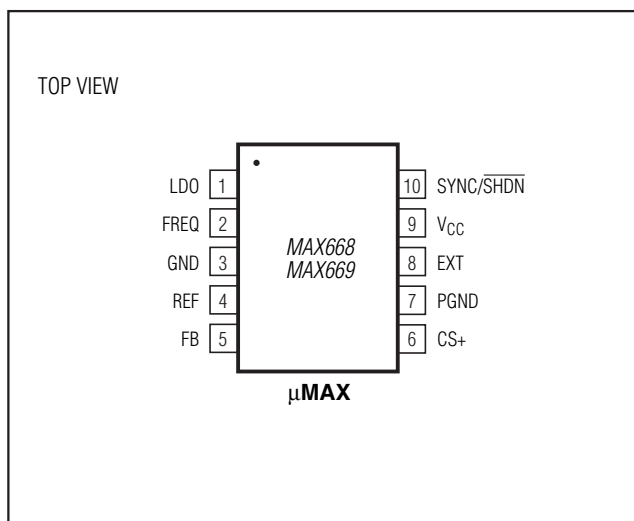 TOP VIEW
LDO 1
FREQ 2
GND 3
REF 4
FB 5
MAX668
MAX669
10 SYNC/SHDN
9 VCC
8 EXT
7 PGND
6 CS+
µMAX